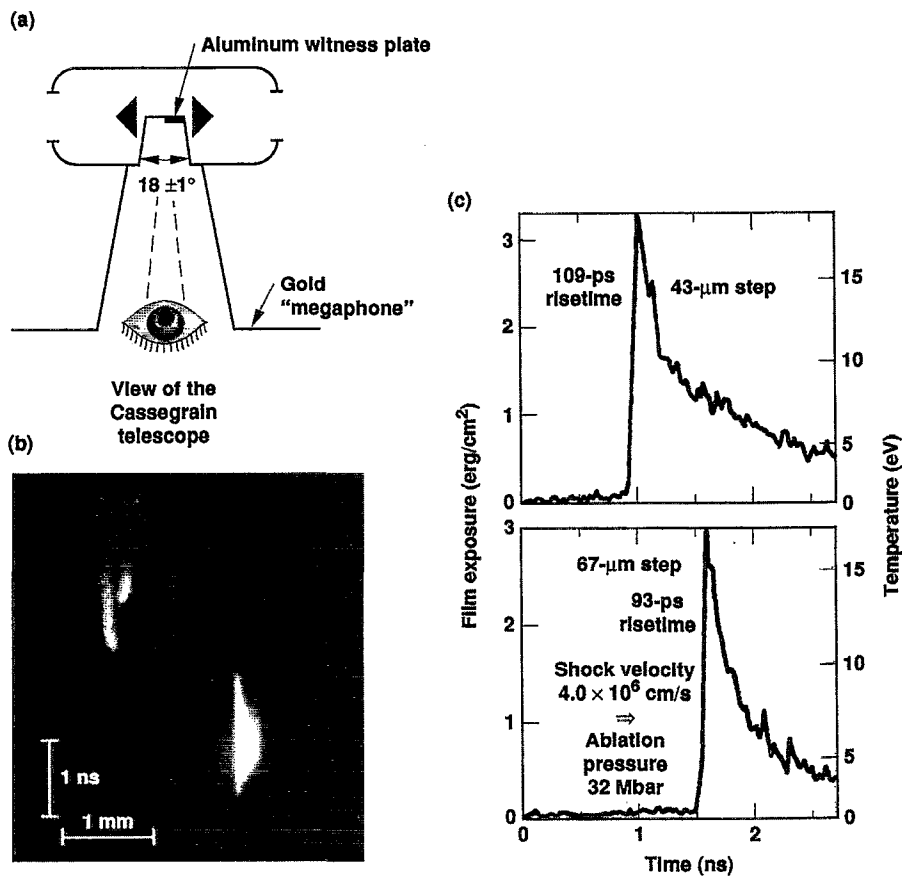 (a)
Aluminum witness plate
18 ±1°
Gold
"megaphone"
View of the
Cassegrain
telescope
(b)
1 ns
1 mm
(c)
3
2
1
0
Film exposure (erg/cm²)
109-ps
risetime
43-μm step
15
10
5
0
Temperature (eV)
3
2
1
0
67-μm step
93-ps
risetime
Shock velocity
4.0 × 10⁶ cm/s
⇒
Ablation
pressure
32 Mbar
15
10
5
0
0
1
2
Time (ns)